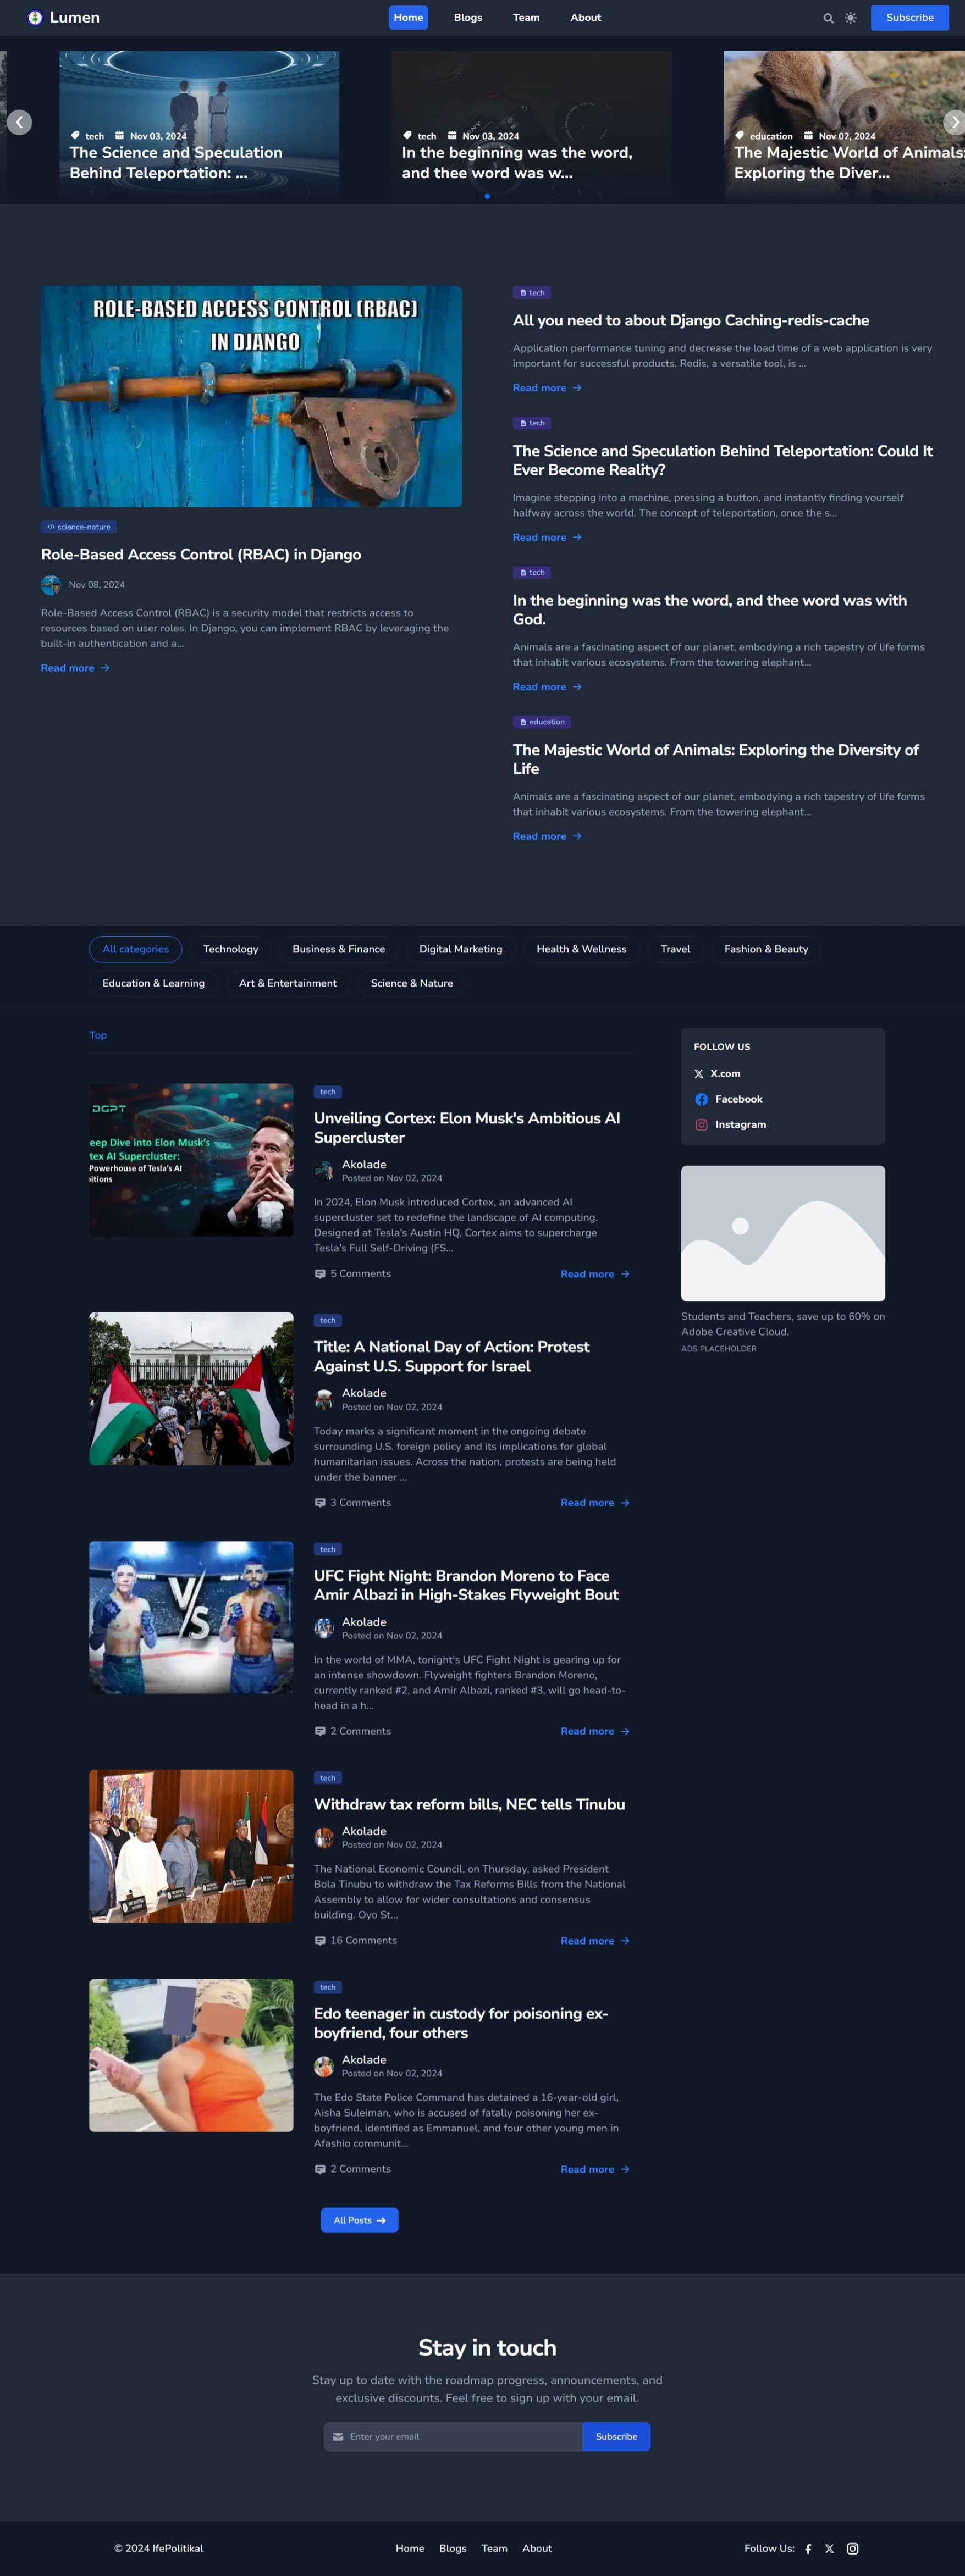 Lumen
Home Blogs Team About
Subscribe
tech Nov 03, 2024
The Science and Speculation
Behind Teleportation: ...
tech Nov 03, 2024
In the beginning was the word,
and thee word was w...
education Nov 02, 2024
The Majestic World of Animals:
Exploring the Diver...
ROLE-BASED ACCESS CONTROL (RBAC)
IN DJANGO
science-nature
Role-Based Access Control (RBAC) in Django
Nov 08, 2024
Role-Based Access Control (RBAC) is a security model that restricts access to
resources based on user roles. In Django, you can implement RBAC by leveraging the
built-in authentication and a...
Read more
tech
All you need to about Django Caching-redis-cache
Application performance tuning and decrease the load time of a web application is very
important for successful products. Redis, a versatile tool, is ...
Read more
tech
The Science and Speculation Behind Teleportation: Could It
Ever Become Reality?
Imagine stepping into a machine, pressing a button, and instantly finding yourself
halfway across the world. The concept of teleportation, once the s...
Read more
tech
In the beginning was the word, and thee word was with
God.
Animals are a fascinating aspect of our planet, embodying a rich tapestry of life forms
that inhabit various ecosystems. From the towering elephant...
Read more
education
The Majestic World of Animals: Exploring the Diversity of
Life
Animals are a fascinating aspect of our planet, embodying a rich tapestry of life forms
that inhabit various ecosystems. From the towering elephant...
Read more
All categories Technology Business & Finance Digital Marketing Health & Wellness Travel Fashion & Beauty
Education & Learning Art & Entertainment Science & Nature
Top
DGPT
eep Dive into Elon Musk's
tex AI Supercluster:
Powerhouse of Tesla's AI
itions
tech
Unveiling Cortex: Elon Musk's Ambitious AI
Supercluster
Akolade
Posted on Nov 02, 2024
In 2024, Elon Musk introduced Cortex, an advanced AI
supercluster set to redefine the landscape of AI computing.
Designed at Tesla's Austin HQ, Cortex aims to supercharge
Tesla's Full Self-Driving (FS...
5 Comments Read more
tech
Title: A National Day of Action: Protest
Against U.S. Support for Israel
Akolade
Posted on Nov 02, 2024
Today marks a significant moment in the ongoing debate
surrounding U.S. foreign policy and its implications for global
humanitarian issues. Across the nation, protests are being held
under the banner ...
3 Comments Read more
VS
tech
UFC Fight Night: Brandon Moreno to Face
Amir Albazi in High-Stakes Flyweight Bout
Akolade
Posted on Nov 02, 2024
In the world of MMA, tonight's UFC Fight Night is gearing up for
an intense showdown. Flyweight fighters Brandon Moreno,
currently ranked #2, and Amir Albazi, ranked #3, will go head-to-
head in a h...
2 Comments Read more
tech
Withdraw tax reform bills, NEC tells Tinubu
Akolade
Posted on Nov 02, 2024
The National Economic Council, on Thursday, asked President
Bola Tinubu to withdraw the Tax Reforms Bills from the National
Assembly to allow for wider consultations and consensus
building. Oyo St...
16 Comments Read more
tech
Edo teenager in custody for poisoning ex-
boyfriend, four others
Akolade
Posted on Nov 02, 2024
The Edo State Police Command has detained a 16-year-old girl,
Aisha Suleiman, who is accused of fatally poisoning her ex-
boyfriend, identified as Emmanuel, and four other young men in
Afashio communit...
2 Comments Read more
All Posts
FOLLOW US
X.com
Facebook
Instagram
Students and Teachers, save up to 60% on
Adobe Creative Cloud.
ADS PLACEHOLDER
Stay in touch
Stay up to date with the roadmap progress, announcements, and
exclusive discounts. Feel free to sign up with your email.
Enter your email Subscribe
© 2024 IfePolitikal
Home Blogs Team About
Follow Us: